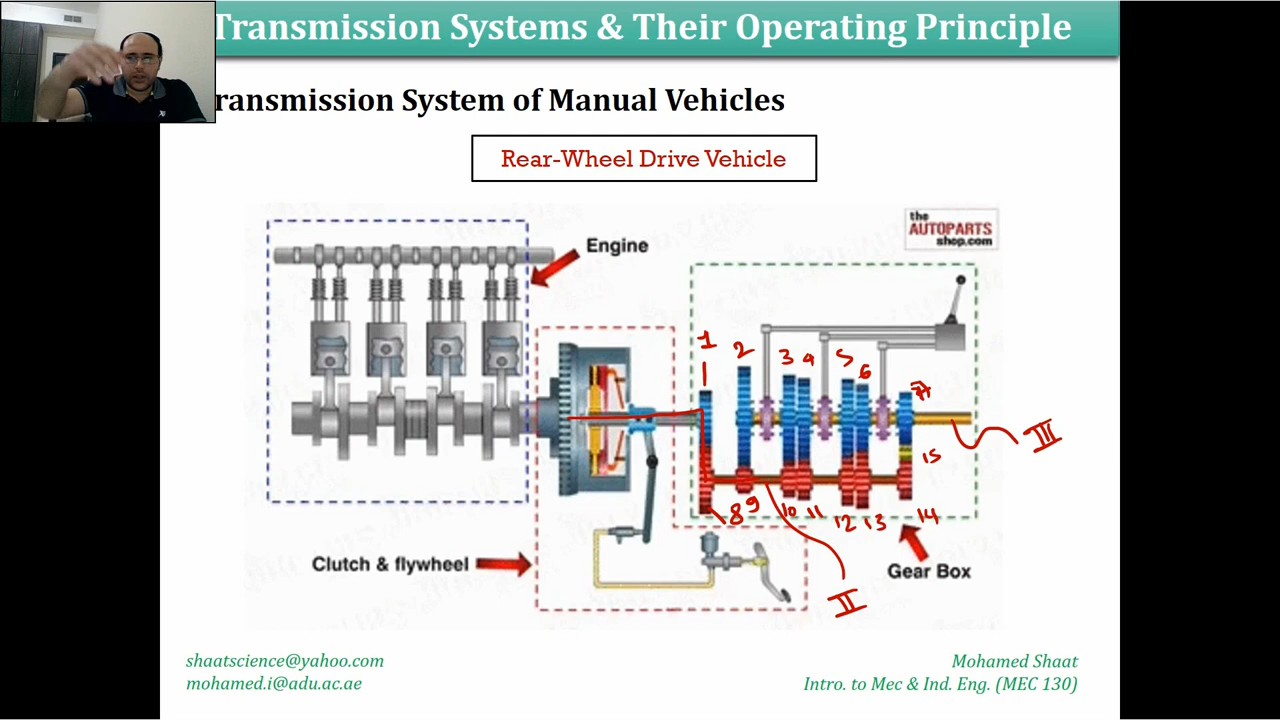 Transmission Systems & Their Operating Principle
ransmission System of Manual Vehicles
Rear-Wheel Drive Vehicle
the
AUTOPARTS
shop.com
Engine
1
2
3 4
5
6
7
III
15
8 9 10 11 12 13 14
Gear Box
Clutch & flywheel
II
shaatscience@yahoo.com
mohamed.i@adu.ac.ae
Mohamed Shaat
Intro. to Mec & Ind. Eng. (MEC 130)